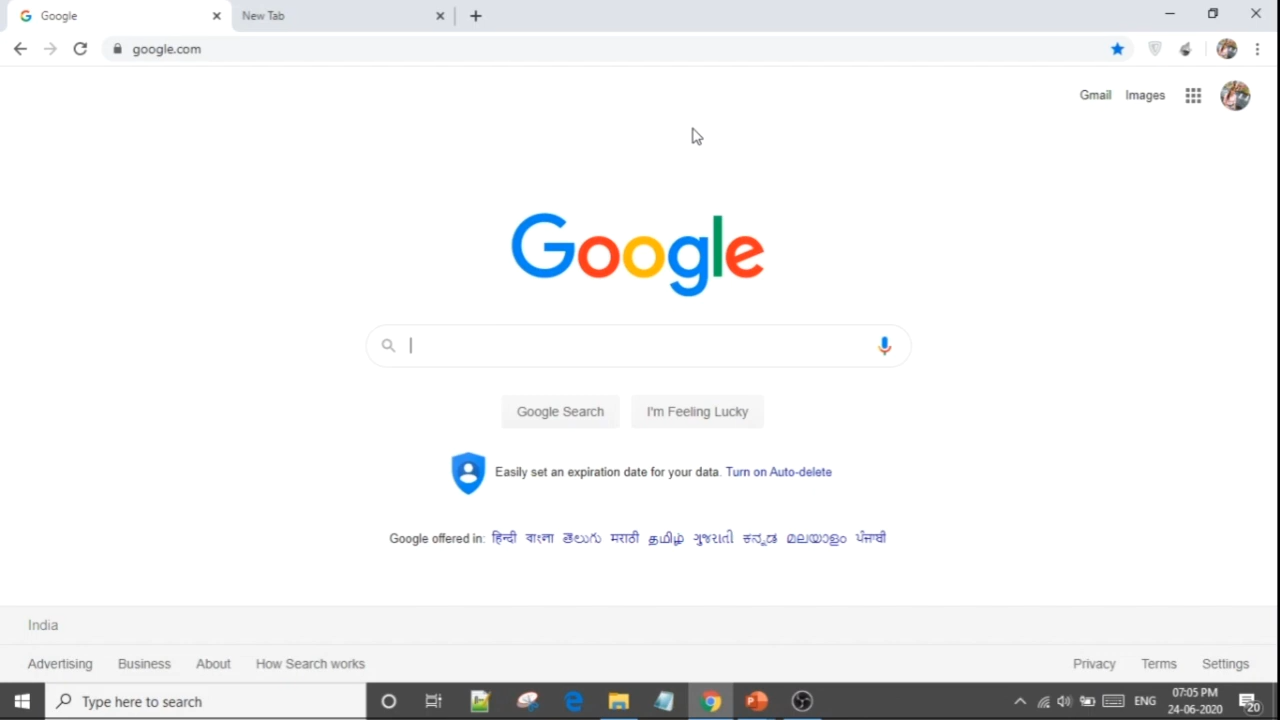 Google
New Tab
google.com
Gmail Images
Google
Google Search I'm Feeling Lucky
Easily set an expiration date for your data. Turn on Auto-delete
Google offered in: हिन्दी বাংলা తెలుగు मराठी தமிழ் ગુજરાતી ಕನ್ನಡ മലയാളം ਪੰਜਾਬੀ
India
Advertising Business About How Search works Privacy Terms Settings
Type here to search
ENG
07:05 PM
24-06-2020
20